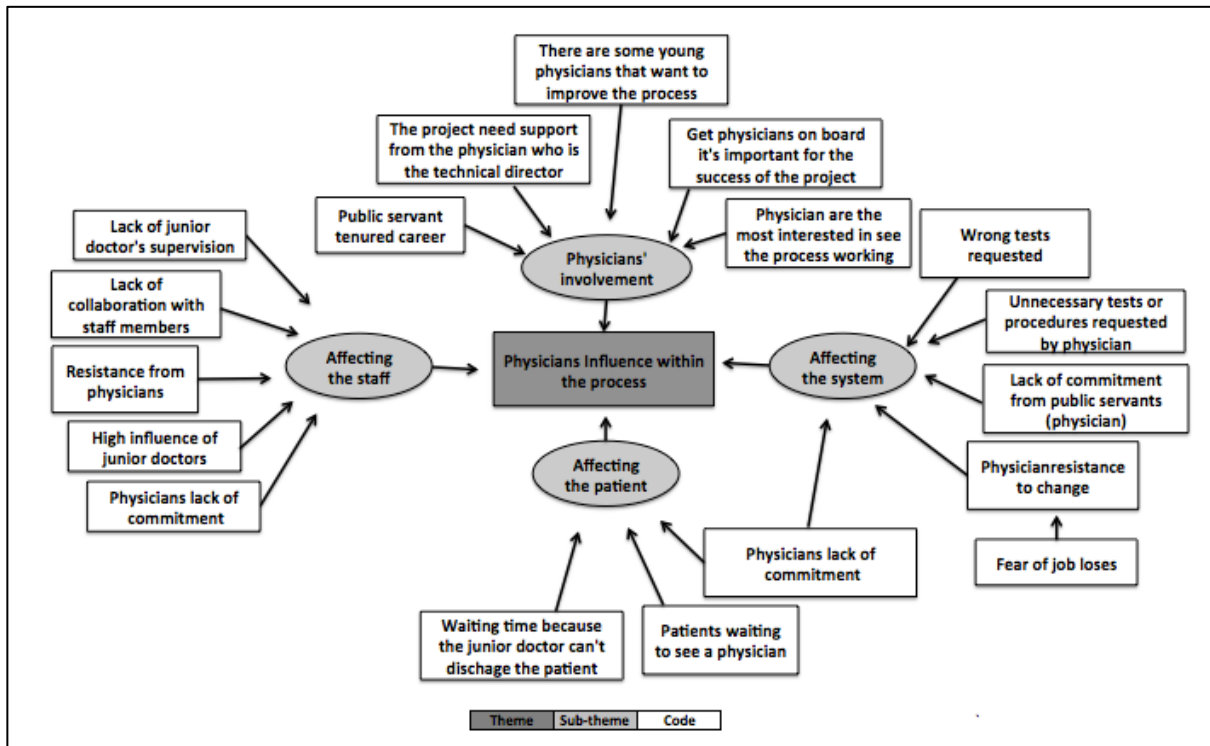 There are some young
physicians that want to
improve the process
The project need support
from the physician who is
the technical director
Get physicians on board
it's important for the
success of the project
Public servant
tenured career
Physician are the
most interested in see
the process working
Physicians'
involvement
Lack of junior
doctor's supervision
Lack of
collaboration with
staff members
Resistance from
physicians
High influence of
junior doctors
Physicians lack of
commitment
Affecting
the staff
Physicians Influence within
the process
Affecting
the system
Wrong tests
requested
Unnecessary tests or
procedures requested
by physician
Lack of commitment
from public servants
(physician)
Physicianresistance
to change
Fear of job loses
Affecting
the patient
Physicians lack of
commitment
Waiting time because
the junior doctor can't
dischage the patient
Patients waiting
to see a physician
Theme Sub-theme Code